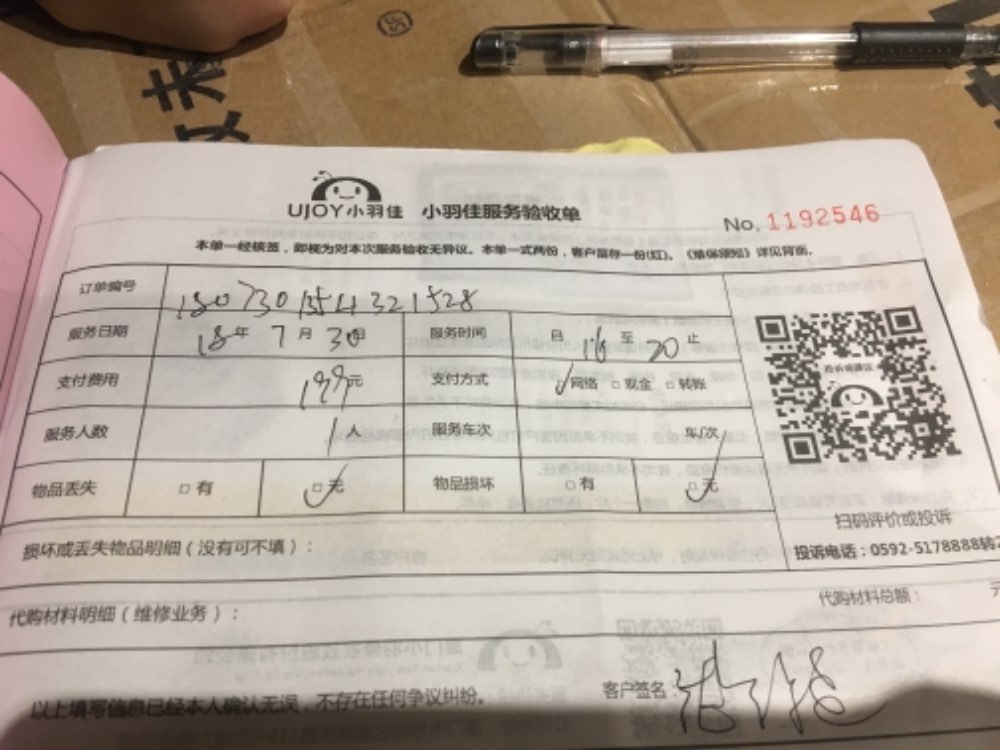 UJOY小羽佳 小羽佳服务验收单
No. 1192546
本单一经核签，即视为对本次服务验收无异议。本单一式两份，客户留存一份(红)。《维保须知》详见背面。
订单编号 1807301354321528
服务日期 18年 7月 30日 服务时间 自 16 至 20 止
支付费用 199元 支付方式 网络 □ 现金 □ 转账
服务人数 1人 服务车次 车/次
物品丢失 □ 有 □ 无 物品损坏 □ 有 □ 无
扫码评价或投诉
损坏或丢失物品明细（没有可不填）：
投诉电话：0592-5178888转2
代购材料明细（维修业务）：
代购材料总额： 元
以上填写信息已经本人确认无误，不存在任何争议纠纷。
客户签名：